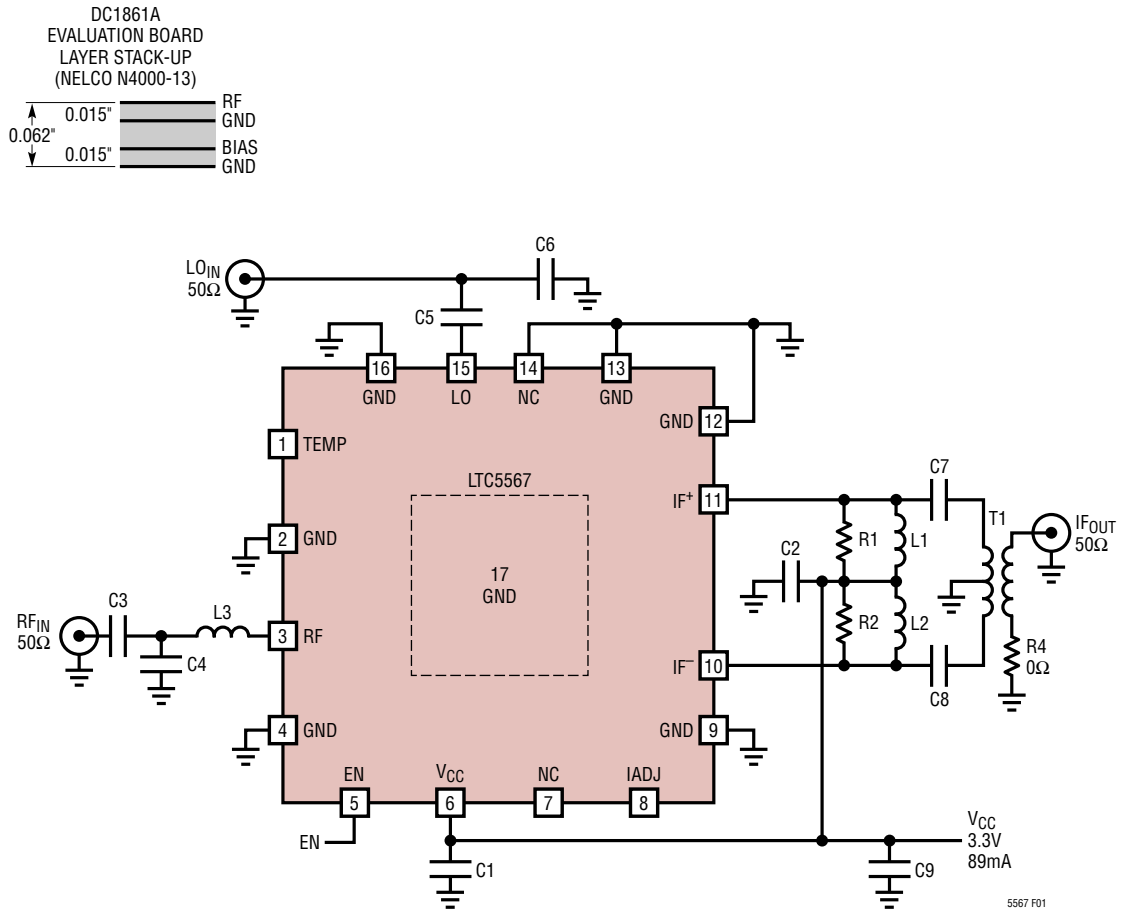 DC1861A
EVALUATION BOARD
LAYER STACK-UP
(NELCO N4000-13)
RF
0.015"
GND
0.062"
BIAS
0.015"
GND
C6
LO_IN
50Ω
C5
16
15
14
13
GND
LO
NC
GND
GND
12
1
TEMP
LTC5567
C7
IF+
11
T1
IF_OUT
50Ω
R1
L1
2
GND
C2
17
GND
RF_IN
50Ω
C3
L3
3
RF
R2
L2
C4
IF–
10
R4
0Ω
C8
4
GND
GND
9
EN
V_CC
NC
IADJ
5
6
7
8
EN
V_CC
3.3V
89mA
C1
C9
5567 F01